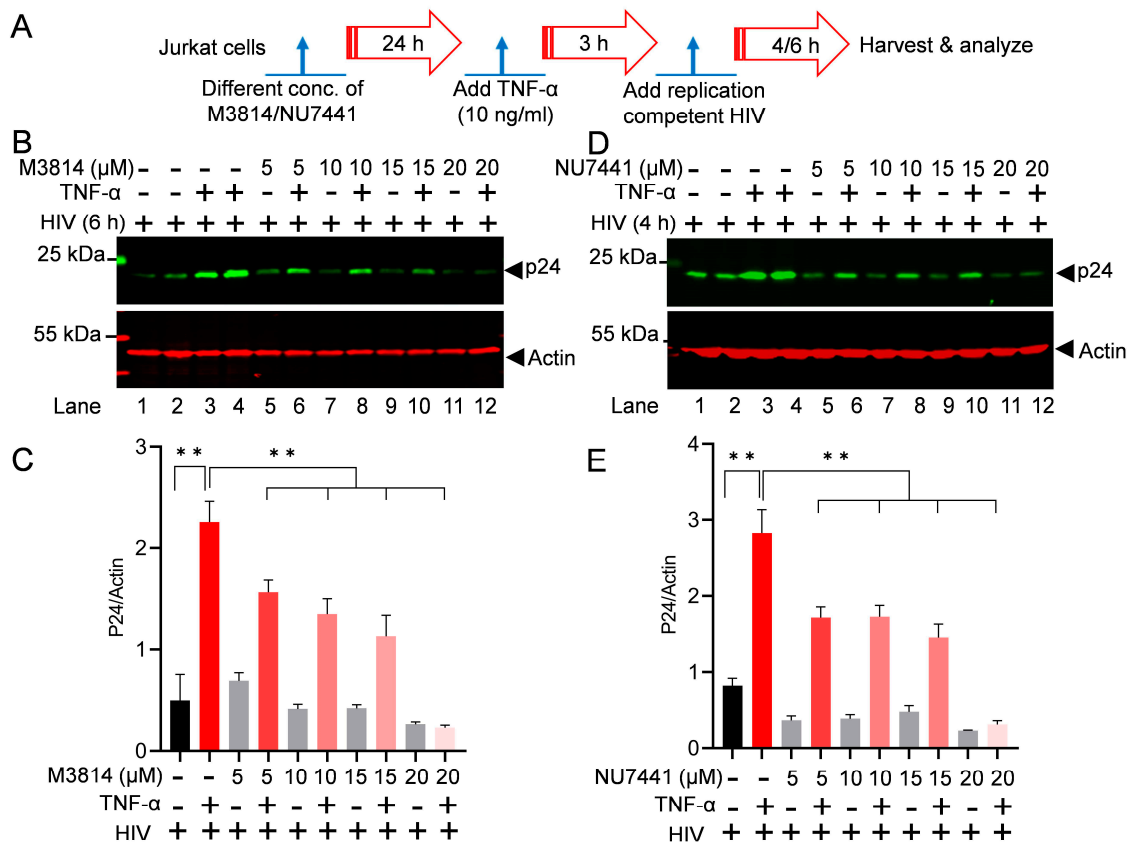 A
Jurkat cells
24 h
3 h
4/6 h
Harvest & analyze
Different conc. of
M3814/NU7441
Add TNF-α
(10 ng/ml)
Add replication
competent HIV
B
M3814 (μM) - - - - 5 5 10 10 15 15 20 20
TNF-α - - + + - + - + - + - +
HIV (6 h) + + + + + + + + + + + +
25 kDa
p24
55 kDa
Actin
Lane 1 2 3 4 5 6 7 8 9 10 11 12
D
NU7441 (μM) - - - - 5 5 10 10 15 15 20 20
TNF-α - - + + - + - + - + - +
HIV (4 h) + + + + + + + + + + + +
25 kDa
p24
55 kDa
Actin
Lane 1 2 3 4 5 6 7 8 9 10 11 12
C
P24/Actin
3
2
1
0
* *
* *
M3814 (μM) - - 5 5 10 10 15 15 20 20
TNF-α - + - + - + - + - +
HIV + + + + + + + + + +
E
P24/Actin
4
3
2
1
0
* *
* *
NU7441 (μM) - - 5 5 10 10 15 15 20 20
TNF-α - + - + - + - + - +
HIV + + + + + + + + + +